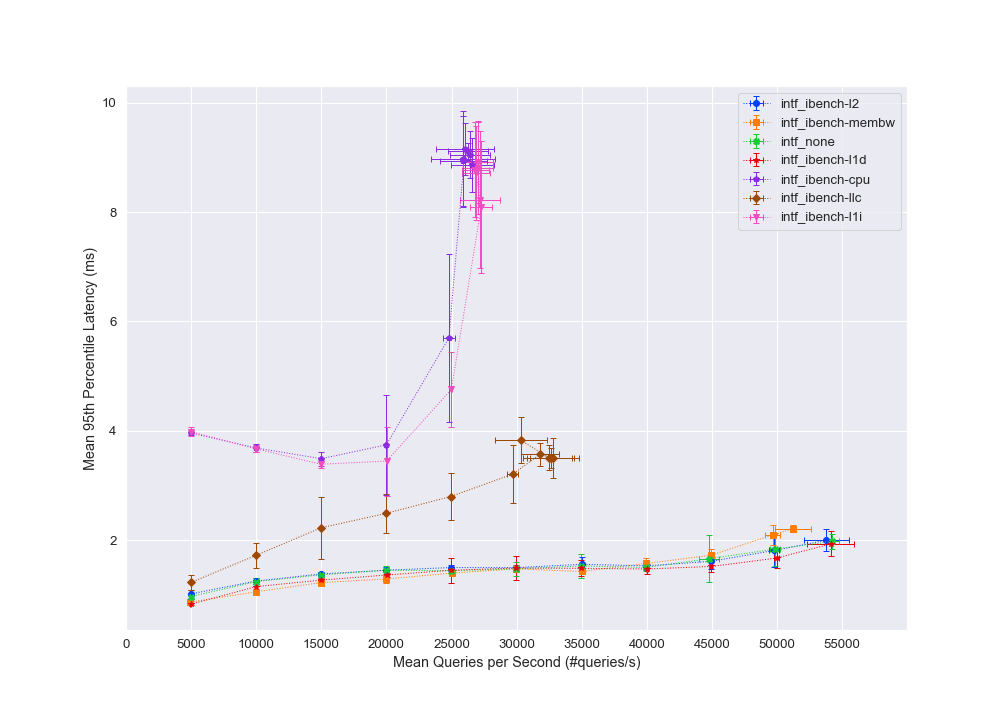 10
8
6
4
2
Mean 95th Percentile Latency (ms)
intf_ibench-l2
intf_ibench-membw
intf_none
intf_ibench-l1d
intf_ibench-cpu
intf_ibench-llc
intf_ibench-l1i
0 5000 10000 15000 20000 25000 30000 35000 40000 45000 50000 55000
Mean Queries per Second (#queries/s)